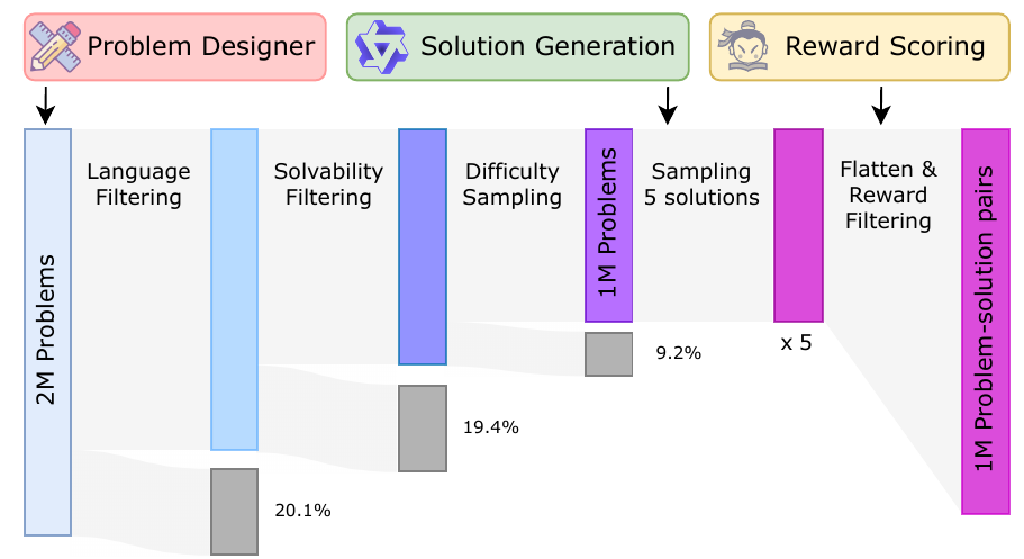 Problem Designer
Solution Generation
Reward Scoring
2M Problems
Language
Filtering
20.1%
Solvability
Filtering
19.4%
Difficulty
Sampling
1M Problems
9.2%
Sampling
5 solutions
x 5
Flatten &
Reward
Filtering
1M Problem-solution pairs